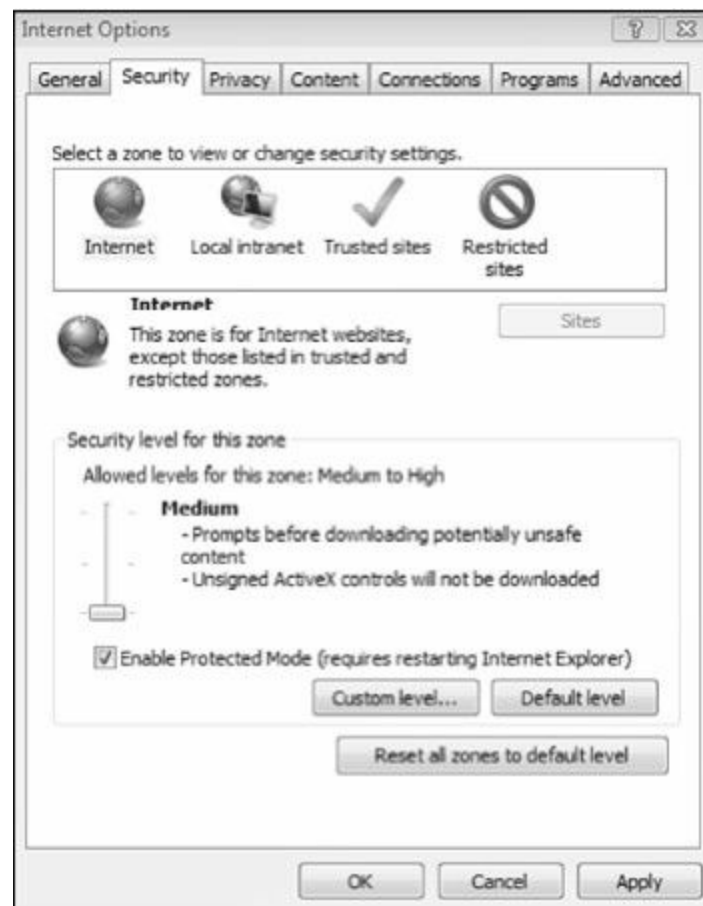 Internet Options
General Security Privacy Content Connections Programs Advanced
Select a zone to view or change security settings.
Internet Local intranet Trusted sites Restricted
sites
Internet
Sites
This zone is for Internet websites,
except those listed in trusted and
restricted zones.
Security level for this zone
Allowed levels for this zone: Medium to High
Medium
- Prompts before downloading potentially unsafe
content
- Unsigned ActiveX controls will not be downloaded
Enable Protected Mode (requires restarting Internet Explorer)
Custom level... Default level
Reset all zones to default level
OK Cancel Apply